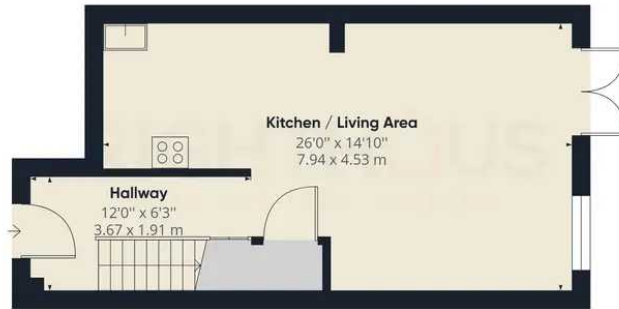 Kitchen / Living Area
26'0" x 14'10"
7.94 x 4.53 m
Hallway
12'0" x 6'3"
3.67 x 1.91 m